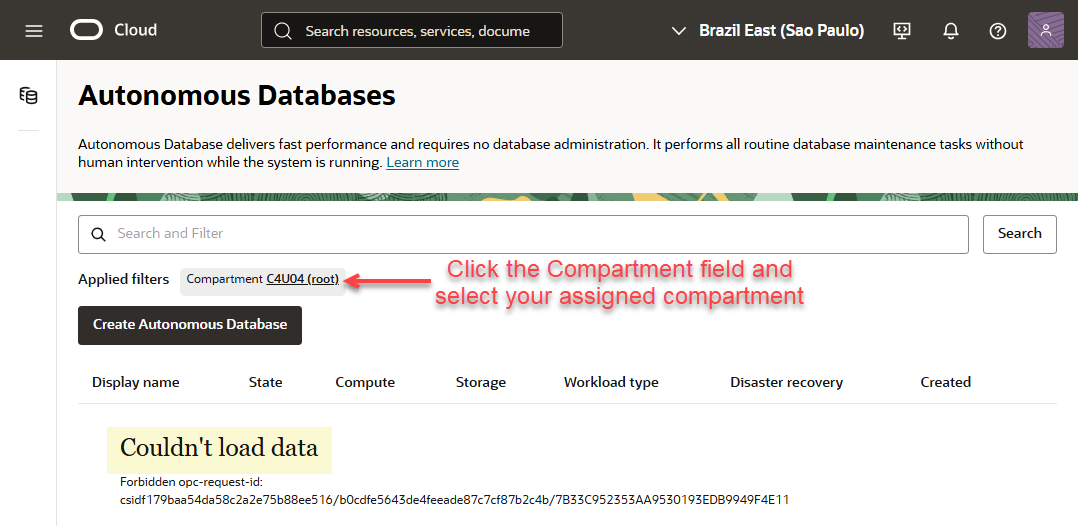 Cloud
Search resources, services, docume
Brazil East (Sao Paulo)
Autonomous Databases
Autonomous Database delivers fast performance and requires no database administration. It performs all routine database maintenance tasks without
human intervention while the system is running. Learn more
Search and Filter
Search
Applied filters
Compartment C4U04 (root)
Click the Compartment field and
select your assigned compartment
Create Autonomous Database
Display name
State
Compute
Storage
Workload type
Disaster recovery
Created
Couldn't load data
Forbidden opc-request-id:
csidf179baa54da58c2a2e75b88ee516/b0cdfe5643de4feeade87c7cf87b2c4b/7B33C952353AA9530193EDB9949F4E11